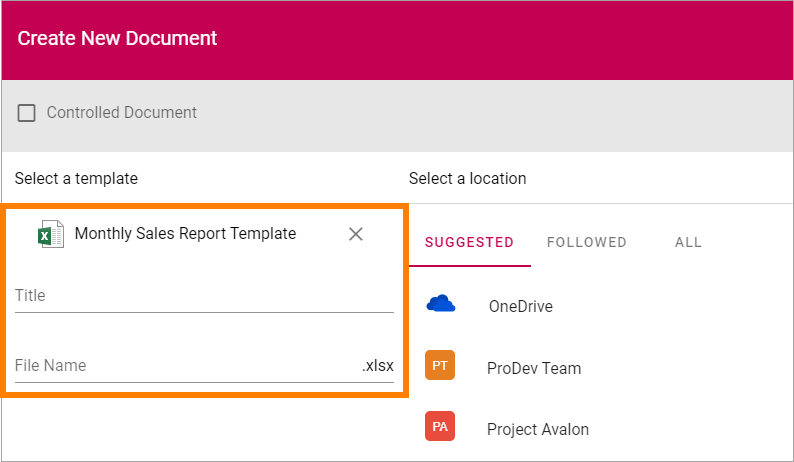 Create New Document
Controlled Document
Select a template
Select a location
Monthly Sales Report Template
Title
File Name
.xlsx
SUGGESTED
FOLLOWED
ALL
OneDrive
PT
ProDev Team
PA
Project Avalon